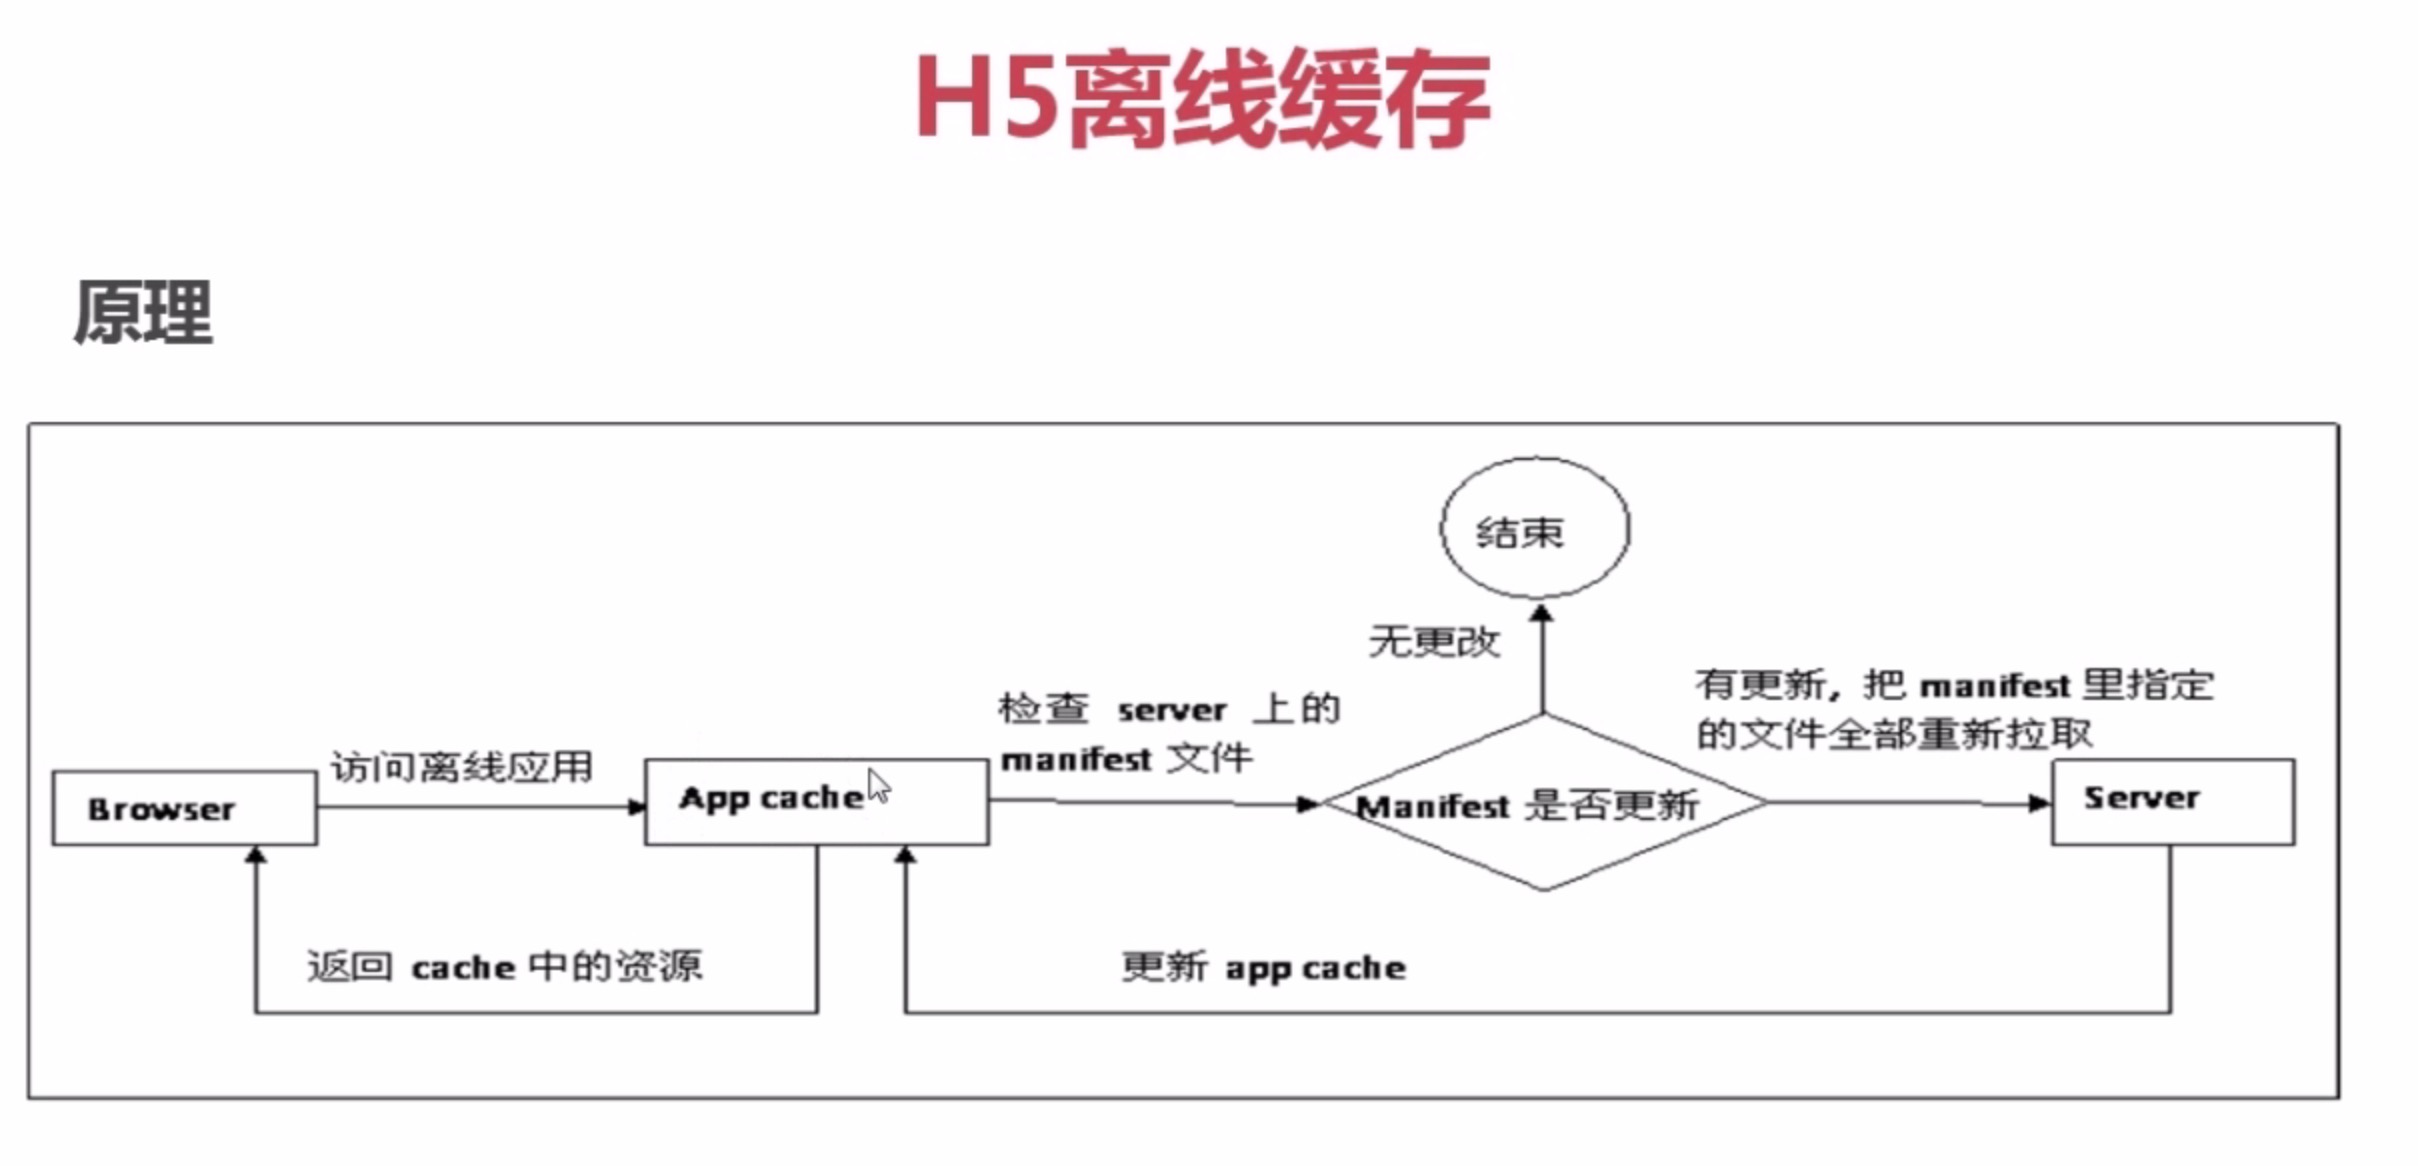 H5离线缓存
原理
结束
无更改
有更新, 把 manifest 里指定
的文件全部重新拉取
检查 server 上的
manifest 文件
访问离线应用
Browser
App cache
Manifest 是否更新
Server
返回 cache 中的资源
更新 app cache